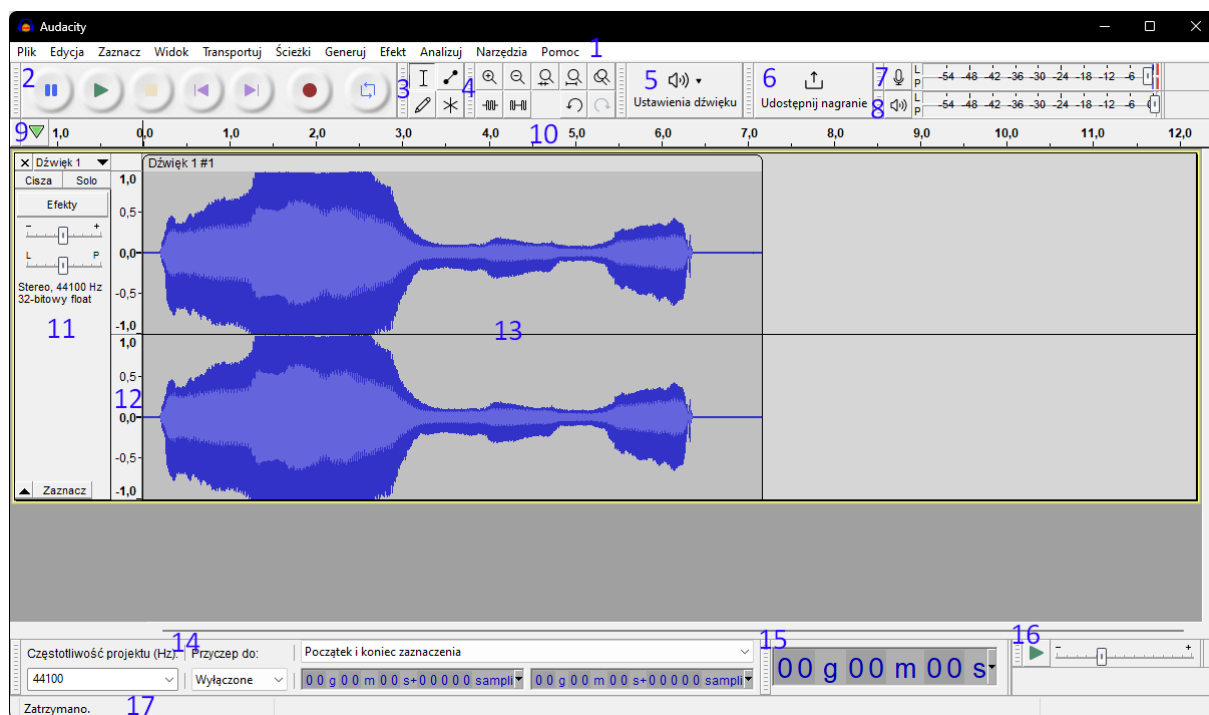 Audacity
Plik Edycja Zaznacz Widok Transportuj Ścieżki Generuj Efekt Analizuj Narzędzia Pomoc 1
2 3 4 5 Ustawienia dźwięku 6 Udostępnij nagranie
7 L P -54 -48 -42 -36 -30 -24 -18 -12 -6
8 L P -54 -48 -42 -36 -30 -24 -18 -12 -6
9 1,0 0,0 1,0 2,0 3,0 4,0 10 5,0 6,0 7,0 8,0 9,0 10,0 11,0 12,0
Dźwięk 1 Dźwięk 1 #1
Cisza Solo
Efekty
- +
L P
Stereo, 44100 Hz
32-bitowy float
11
Zaznacz
1,0
0,5
0,0
-0,5
-1,0
1,0
0,5
12
0,0
-0,5
-1,0
13
14 15 16
Częstotliwość projektu (Hz) Przyczep do: Początek i koniec zaznaczenia
44100 Wyłączone 00 g 00 m 00 s+00000 sampli 00 g 00 m 00 s+00000 sampli
00 g 00 m 00 s
- +
Zatrzymano. 17